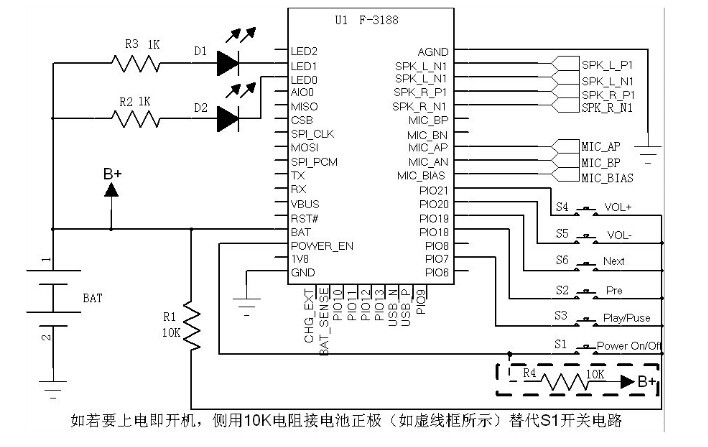 U1 F-3188
R3 1K
D1
LED2
LED1
LED0
AIO0
MISO
CSB
SPI_CLK
MOSI
SPI_PCM
TX
RX
VBUS
RST#
BAT
POWER_EN
1V8
GND
R2 1K
D2
B+
1
BAT
2
R1
10K
CHG_EXT
BAT_SENSE
PIO10
PIO11
PIO12
PIO13
USB_N
USB_P
PIO9
AGND
SPK_L_N1
SPK_L_N1
SPK_R_P1
SPK_R_N1
MIC_BP
MIC_BN
MIC_AP
MIC_AN
MIC_BIAS
PIO21
PIO20
PIO19
PIO18
PIO8
PIO7
PIO6
SPK_L_P1
SPK_L_N1
SPK_R_P1
SPK_R_N1
MIC_AP
MIC_BP
MIC_BIAS
S4 VOL+
S5 VOL-
S6 Next
S2 Pre
S3 Play/Puse
S1 Power On/Off
R4 10K B+
如若要上电即开机，侧用10K电阻接电池正极（如虚线框所示）替代S1开关电路